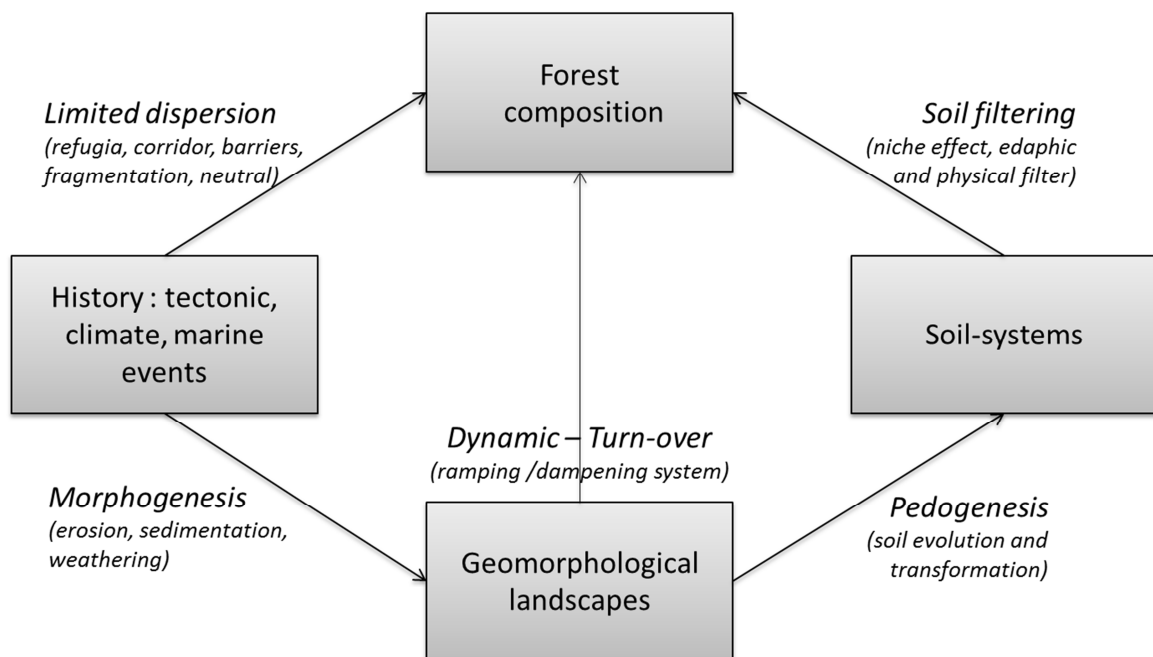 Forest
composition
Limited dispersion
(refugia, corridor, barriers,
fragmentation, neutral)
Soil filtering
(niche effect, edaphic
and physical filter)
History : tectonic,
climate, marine
events
Soil-systems
Dynamic – Turn-over
(ramping /dampening system)
Morphogenesis
(erosion, sedimentation,
weathering)
Geomorphological
landscapes
Pedogenesis
(soil evolution and
transformation)